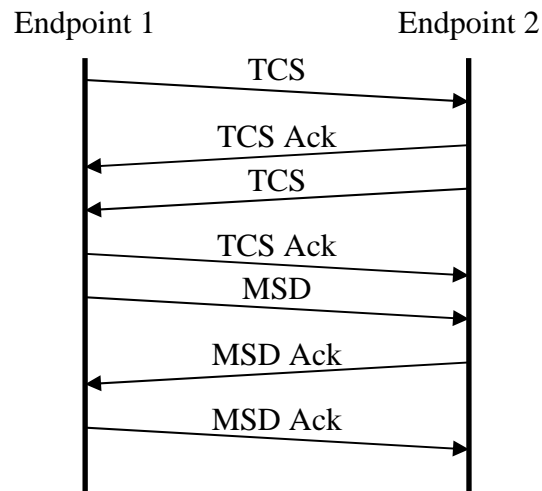 Endpoint 1 Endpoint 2
TCS
TCS Ack
TCS
TCS Ack
MSD
MSD Ack
MSD Ack